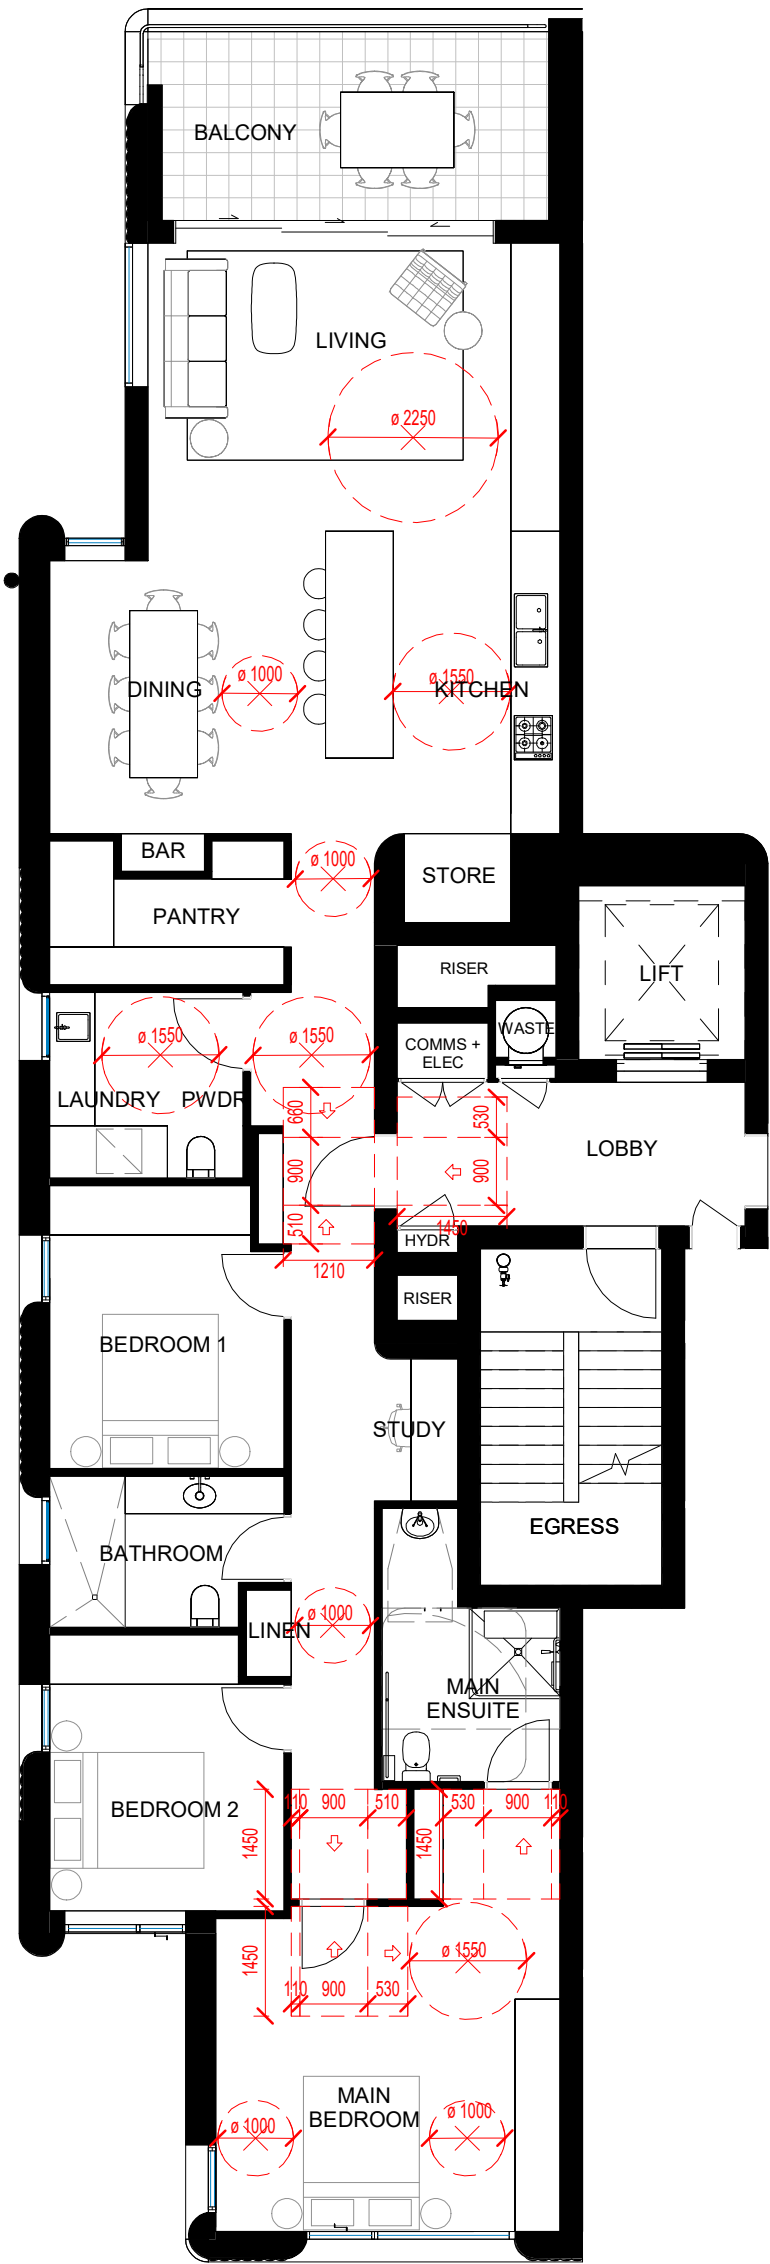 BALCONY
LIVING
ø 2250
DINING
ø 1000
ø 1550
KITCHEN
BAR
ø 1000
STORE
PANTRY
RISER
LIFT
ø 1550
ø 1550
COMMS +
ELEC
WASTE
LAUNDRY
PWDR
660
530
LOBBY
900
900
510
1450
HYDR
1210
RISER
BEDROOM 1
STUDY
EGRESS
BATHROOM
LINEN
ø 1000
MAIN
ENSUITE
110
900
510
530
900
110
BEDROOM 2
1450
1450
1450
ø 1550
110
900
530
MAIN
BEDROOM
ø 1000
ø 1000